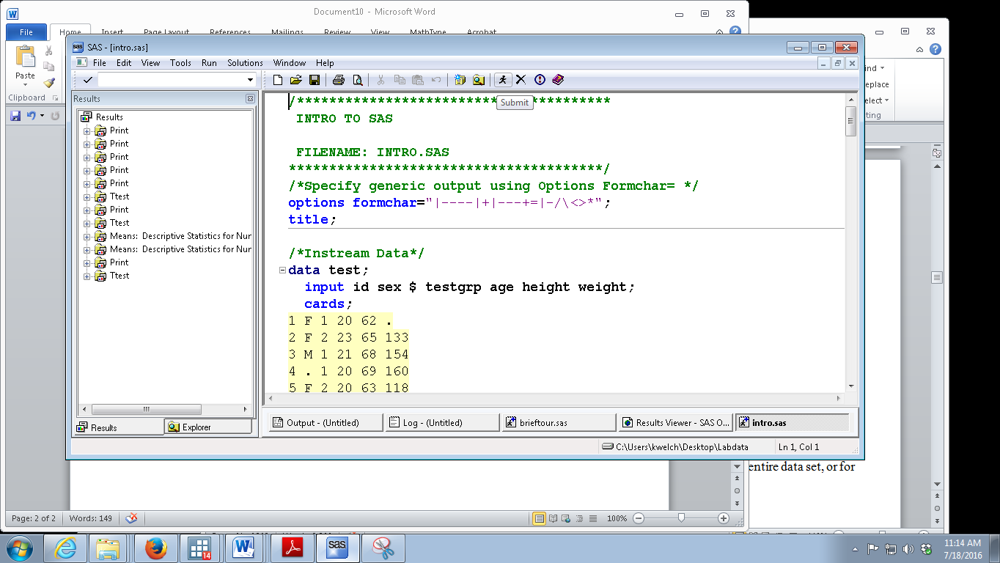 Document10 - Microsoft Word
File Home Insert Page Layout References Mailings Review View MathType Acrobat
Paste
Clipboard
SAS - [intro.sas]
File Edit View Tools Run Solutions Window Help
Results
Results
Print
Print
Print
Print
Print
Ttest
Print
Ttest
Means: Descriptive Statistics for Nur
Means: Descriptive Statistics for Nur
Print
Ttest
Results Explorer
Submit
/***************************************
INTRO TO SAS
FILENAME: INTRO.SAS
***************************************/
/*Specify generic output using Options Formchar= */
options formchar="|----|+|---+=|-/\<>*";
title;
/*Instream Data*/
data test;
input id sex $ testgrp age height weight;
cards;
1 F 1 20 62 .
2 F 2 23 65 133
3 M 1 21 68 154
4 . 1 20 69 160
5 F 2 20 63 118
Output - (Untitled) Log - (Untitled) brieftour.sas Results Viewer - SAS O... intro.sas
C:\Users\kwelch\Desktop\Labdata Ln 1, Col 1
ind
eplace
elect
ting
entire data set, or for
Page: 2 of 2 Words: 149 100%
14
W
sas
11:14 AM
7/18/2016